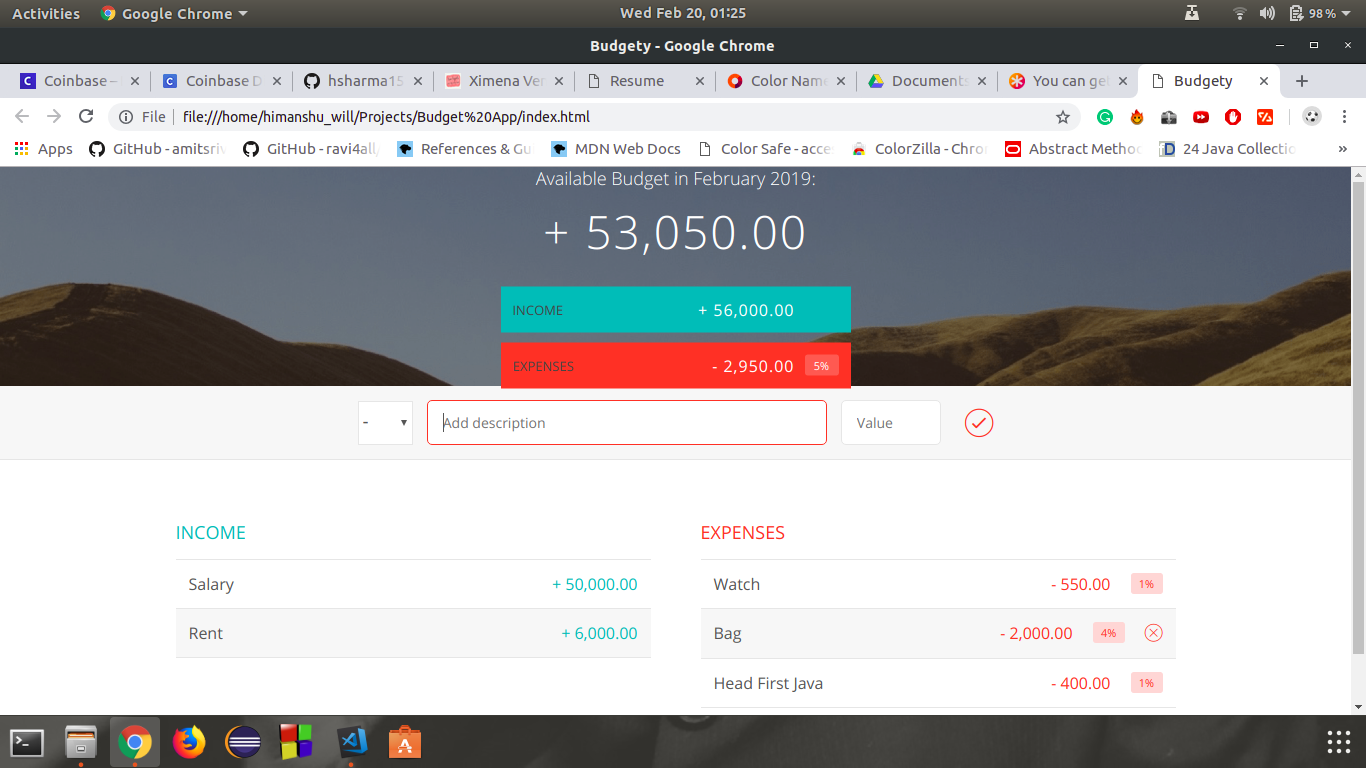 Activities Google Chrome Wed Feb 20, 01:25 98%
Budgety - Google Chrome
Coinbase – Coinbase D hsharma15 Ximena Ver Resume Color Name Documents You can get Budgety
File file:///home/himanshu_will/Projects/Budget%20App/index.html
Apps GitHub - amitsriv GitHub - ravi4all/ References & Gu MDN Web Docs Color Safe - acces ColorZilla - Chro Abstract Method 24 Java Collectio »
Available Budget in February 2019:
+ 53,050.00
INCOME + 56,000.00
EXPENSES - 2,950.00 5%
- Add description Value
INCOME EXPENSES
Salary + 50,000.00 Watch - 550.00 1%
Rent + 6,000.00 Bag - 2,000.00 4%
Head First Java - 400.00 1%